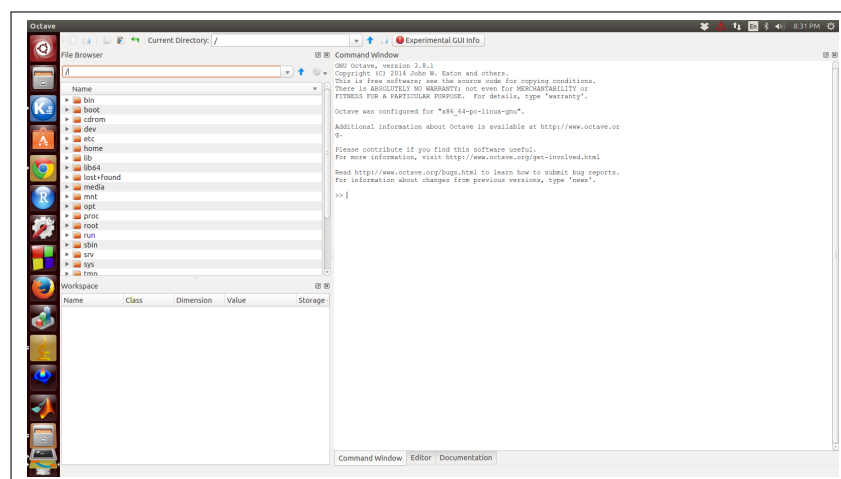 Octave
En
8:31 PM
Current Directory: /
Experimental GUI Info
File Browser
/
Name
bin
boot
cdrom
dev
etc
home
lib
lib64
lost+found
media
mnt
opt
proc
root
run
sbin
srv
sys
tmp
Workspace
Name Class Dimension Value Storage
Command Window
GNU Octave, version 3.8.1
Copyright (C) 2014 John W. Eaton and others.
This is free software; see the source code for copying conditions.
There is ABSOLUTELY NO WARRANTY; not even for MERCHANTABILITY or
FITNESS FOR A PARTICULAR PURPOSE. For details, type 'warranty'.
Octave was configured for "x86_64-pc-linux-gnu".
Additional information about Octave is available at http://www.octave.or
g.
Please contribute if you find this software useful.
For more information, visit http://www.octave.org/get-involved.html
Read http://www.octave.org/bugs.html to learn how to submit bug reports.
For information about changes from previous versions, type 'news'.
>>
Command Window Editor Documentation